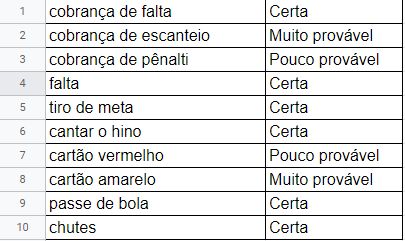 1 cobrança de falta Certa
2 cobrança de escanteio Muito provável
3 cobrança de pênalti Pouco provável
4 falta Certa
5 tiro de meta Certa
6 cantar o hino Certa
7 cartão vermelho Pouco provável
8 cartão amarelo Muito provável
9 passe de bola Certa
10 chutes Certa